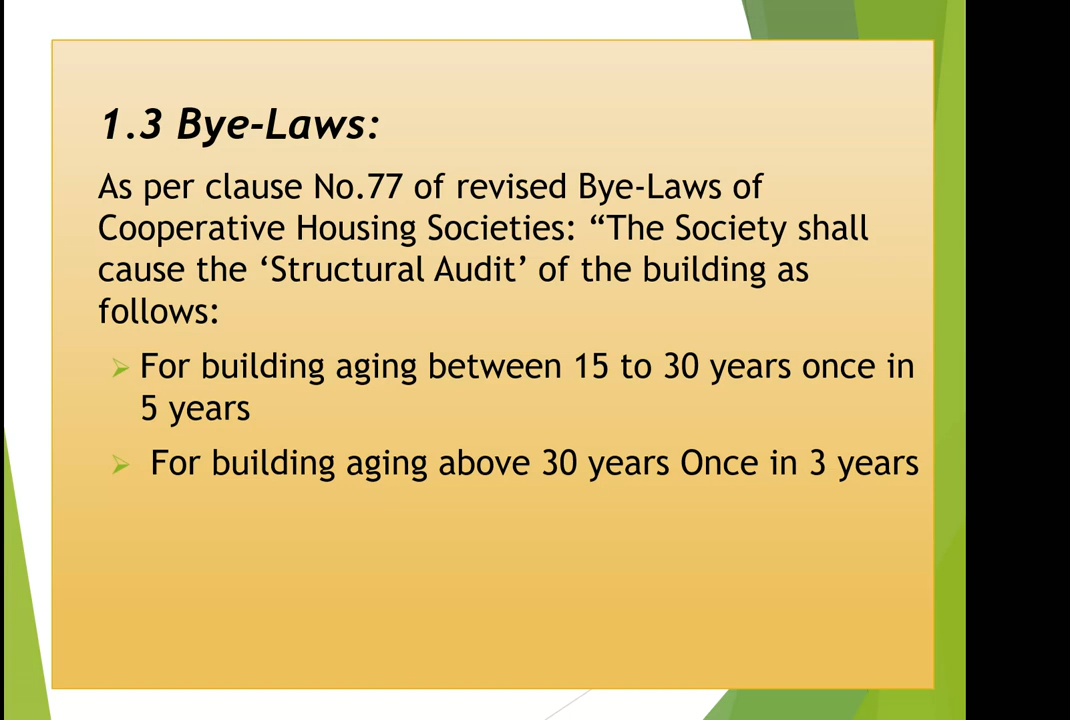 1.3 Bye-Laws:
As per clause No.77 of revised Bye-Laws of
Cooperative Housing Societies: “The Society shall
cause the ‘Structural Audit’ of the building as
follows:
For building aging between 15 to 30 years once in
5 years
For building aging above 30 years Once in 3 years